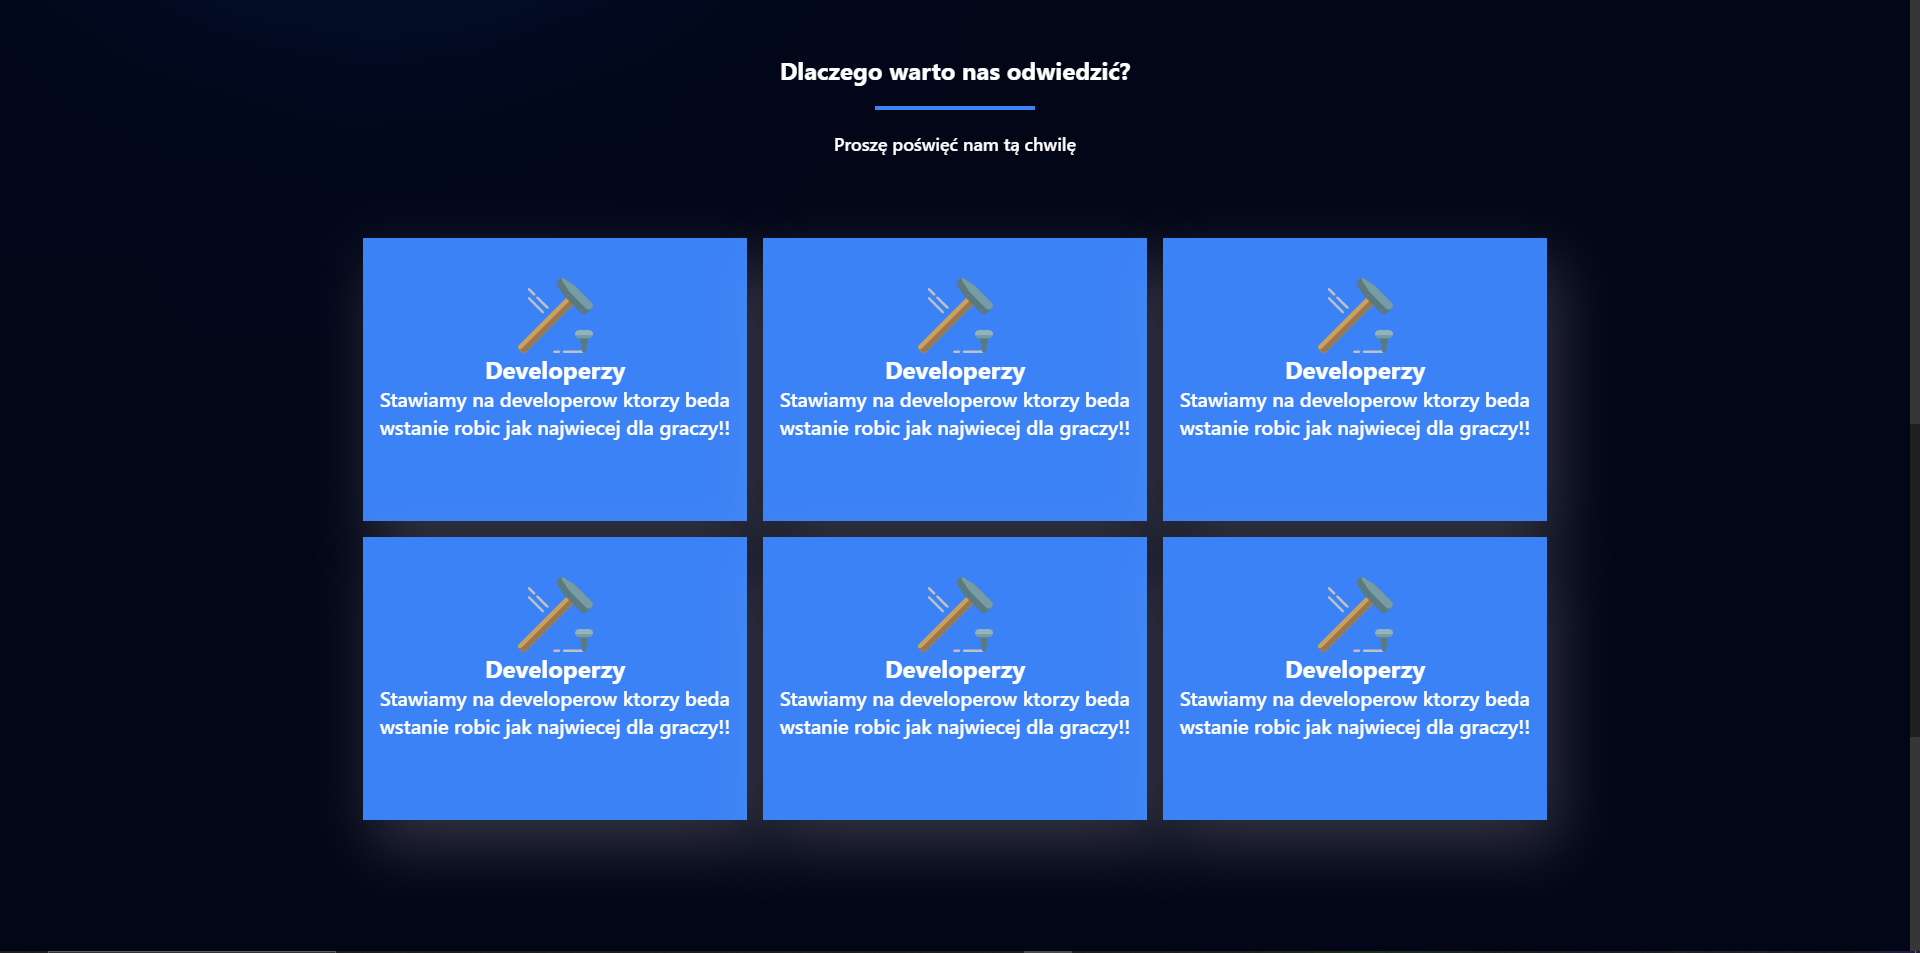 Dlaczego warto nas odwiedzić?
Proszę poświęć nam tą chwilę
Developerzy
Stawiamy na developerow ktorzy beda
wstanie robic jak najwiecej dla graczy!!
Developerzy
Stawiamy na developerow ktorzy beda
wstanie robic jak najwiecej dla graczy!!
Developerzy
Stawiamy na developerow ktorzy beda
wstanie robic jak najwiecej dla graczy!!
Developerzy
Stawiamy na developerow ktorzy beda
wstanie robic jak najwiecej dla graczy!!
Developerzy
Stawiamy na developerow ktorzy beda
wstanie robic jak najwiecej dla graczy!!
Developerzy
Stawiamy na developerow ktorzy beda
wstanie robic jak najwiecej dla graczy!!